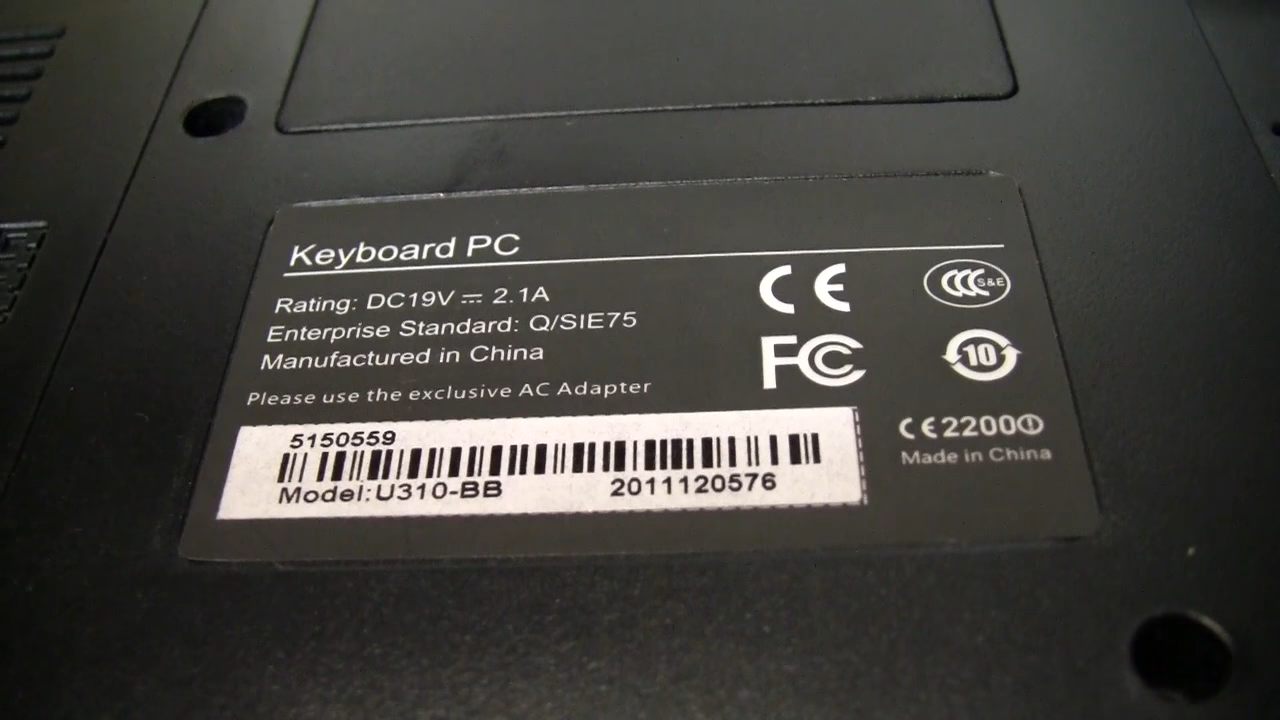 Keyboard PC
Rating: DC19V ⎓ 2.1A
Enterprise Standard: Q/SIE75
Manufactured in China
Please use the exclusive AC Adapter
5150559
Model:U310-BB 2011120576
CE
CCC S&E
FC
10
CE2200
Made in China